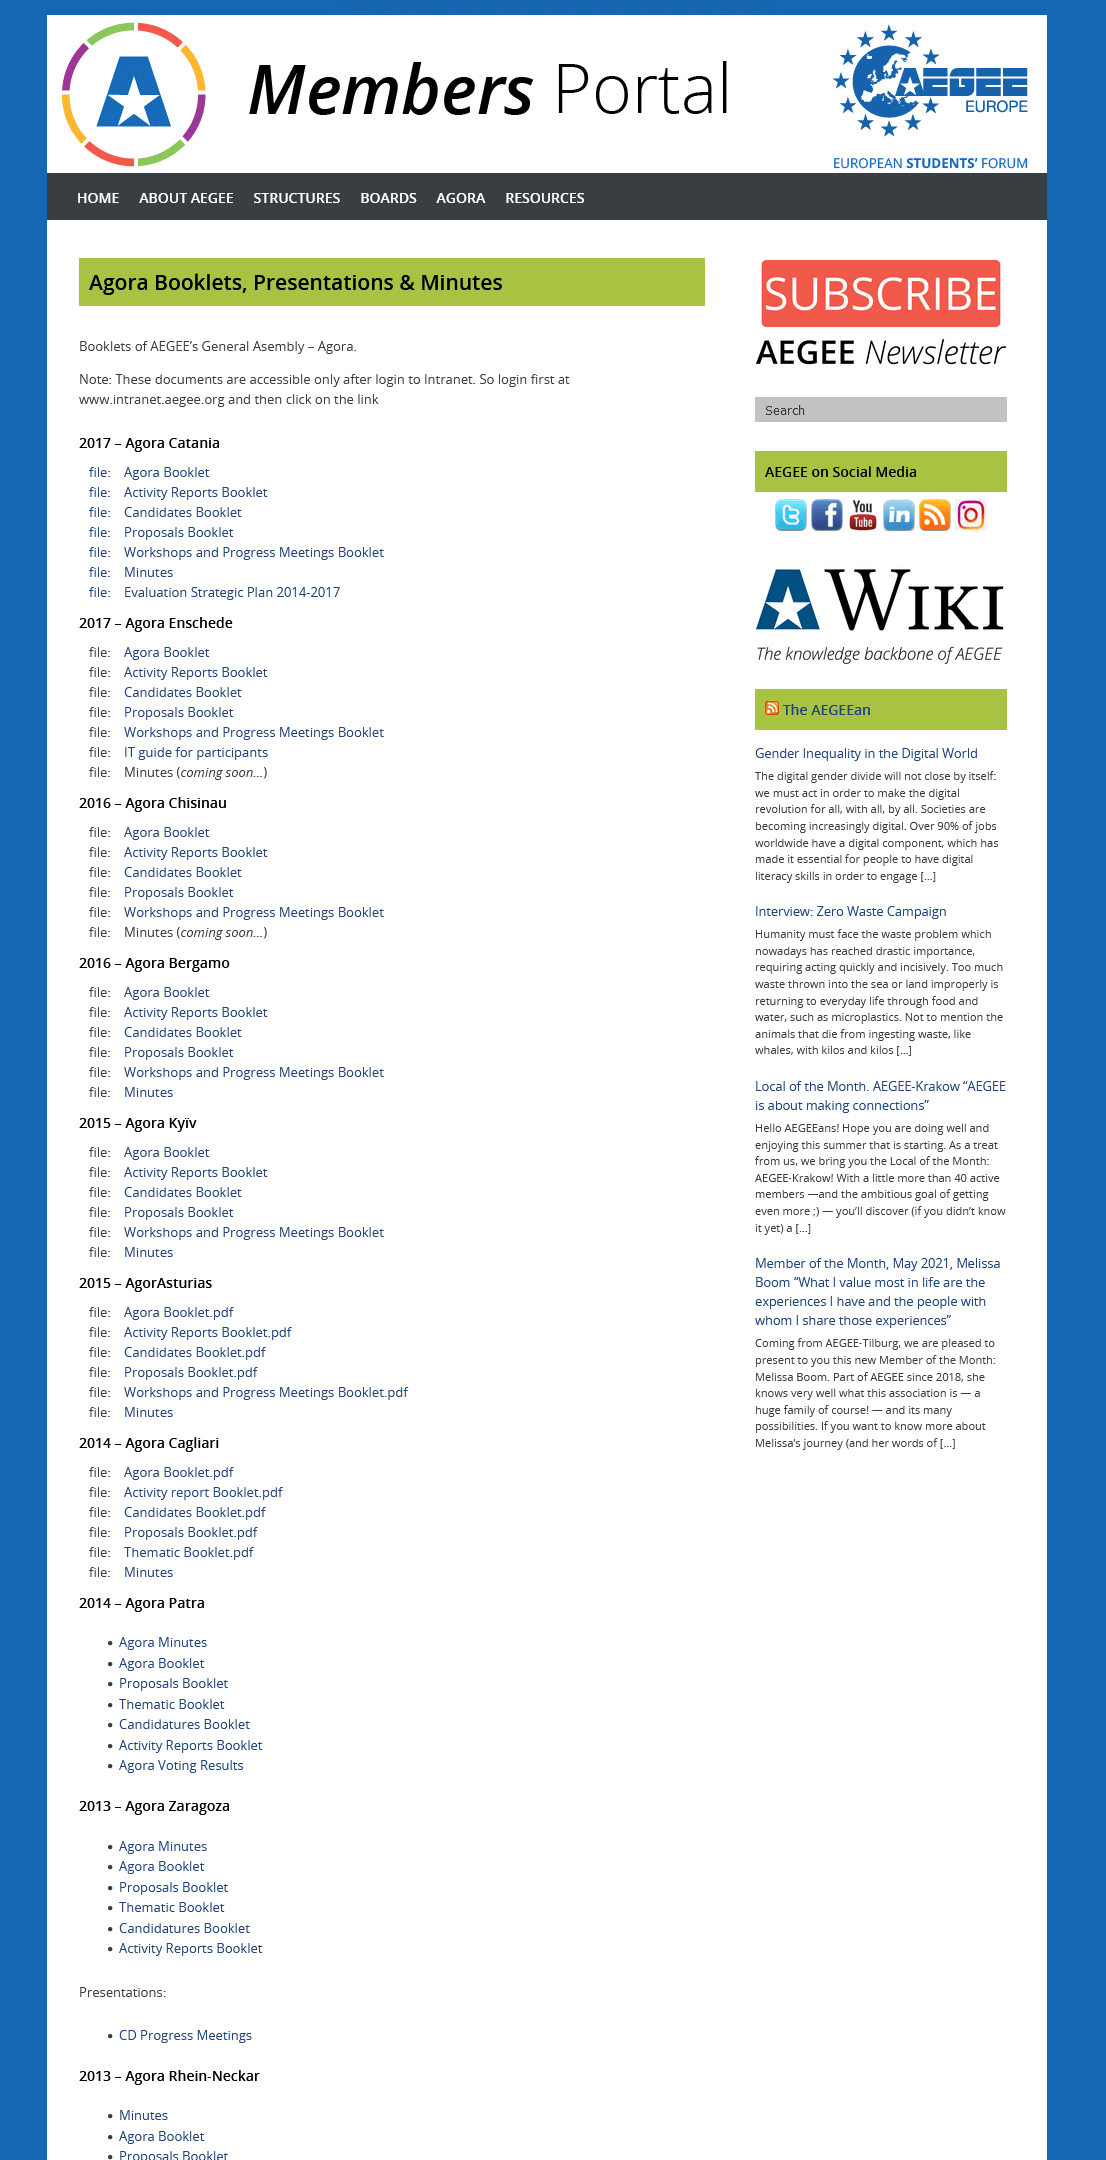 Members Portal
AEGEE
EUROPE
EUROPEAN STUDENTS' FORUM
HOME ABOUT AEGEE STRUCTURES BOARDS AGORA RESOURCES
Agora Booklets, Presentations & Minutes
Booklets of AEGEE’s General Asembly – Agora.
Note: These documents are accessible only after login to Intranet. So login first at
www.intranet.aegee.org and then click on the link
2017 – Agora Catania
file: Agora Booklet
file: Activity Reports Booklet
file: Candidates Booklet
file: Proposals Booklet
file: Workshops and Progress Meetings Booklet
file: Minutes
file: Evaluation Strategic Plan 2014-2017
2017 – Agora Enschede
file: Agora Booklet
file: Activity Reports Booklet
file: Candidates Booklet
file: Proposals Booklet
file: Workshops and Progress Meetings Booklet
file: IT guide for participants
file: Minutes (coming soon…)
2016 – Agora Chisinau
file: Agora Booklet
file: Activity Reports Booklet
file: Candidates Booklet
file: Proposals Booklet
file: Workshops and Progress Meetings Booklet
file: Minutes (coming soon…)
2016 – Agora Bergamo
file: Agora Booklet
file: Activity Reports Booklet
file: Candidates Booklet
file: Proposals Booklet
file: Workshops and Progress Meetings Booklet
file: Minutes
2015 – Agora Kyïv
file: Agora Booklet
file: Activity Reports Booklet
file: Candidates Booklet
file: Proposals Booklet
file: Workshops and Progress Meetings Booklet
file: Minutes
2015 – AgorAsturias
file: Agora Booklet.pdf
file: Activity Reports Booklet.pdf
file: Candidates Booklet.pdf
file: Proposals Booklet.pdf
file: Workshops and Progress Meetings Booklet.pdf
file: Minutes
2014 – Agora Cagliari
file: Agora Booklet.pdf
file: Activity report Booklet.pdf
file: Candidates Booklet.pdf
file: Proposals Booklet.pdf
file: Thematic Booklet.pdf
file: Minutes
2014 – Agora Patra
• Agora Minutes
• Agora Booklet
• Proposals Booklet
• Thematic Booklet
• Candidatures Booklet
• Activity Reports Booklet
• Agora Voting Results
2013 – Agora Zaragoza
• Agora Minutes
• Agora Booklet
• Proposals Booklet
• Thematic Booklet
• Candidatures Booklet
• Activity Reports Booklet
Presentations:
• CD Progress Meetings
2013 – Agora Rhein-Neckar
• Minutes
• Agora Booklet
• Proposals Booklet
SUBSCRIBE
AEGEE Newsletter
Search
AEGEE on Social Media
You
Tube
in
WIKI
The knowledge backbone of AEGEE
The AEGEEan
Gender Inequality in the Digital World
The digital gender divide will not close by itself:
we must act in order to make the digital
revolution for all, with all, by all. Societies are
becoming increasingly digital. Over 90% of jobs
worldwide have a digital component, which has
made it essential for people to have digital
literacy skills in order to engage […]
Interview: Zero Waste Campaign
Humanity must face the waste problem which
nowadays has reached drastic importance,
requiring acting quickly and incisively. Too much
waste thrown into the sea or land improperly is
returning to everyday life through food and
water, such as microplastics. Not to mention the
animals that die from ingesting waste, like
whales, with kilos and kilos […]
Local of the Month. AEGEE-Krakow “AEGEE
is about making connections”
Hello AEGEEans! Hope you are doing well and
enjoying this summer that is starting. As a treat
from us, we bring you the Local of the Month:
AEGEE-Krakow! With a little more than 40 active
members —and the ambitious goal of getting
even more ;) — you’ll discover (if you didn’t know
it yet) a […]
Member of the Month, May 2021, Melissa
Boom “What I value most in life are the
experiences I have and the people with
whom I share those experiences”
Coming from AEGEE-Tilburg, we are pleased to
present to you this new Member of the Month:
Melissa Boom. Part of AEGEE since 2018, she
knows very well what this association is — a
huge family of course! — and its many
possibilities. If you want to know more about
Melissa’s journey (and her words of […]